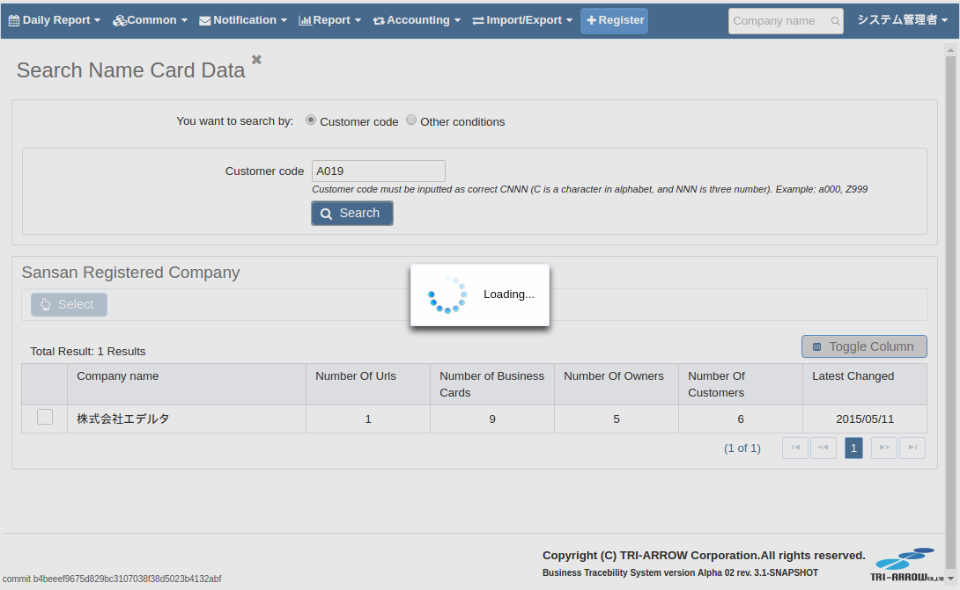 Daily Report Common Notification Report Accounting Import/Export Register Company name システム管理者
Search Name Card Data
You want to search by: Customer code Other conditions
Customer code A019
Customer code must be inputted as correct CNNN (C is a character in alphabet, and NNN is three number). Example: a000, Z999
Search
Sansan Registered Company
Select
Loading...
Total Result: 1 Results
Toggle Column
Company name Number Of Urls Number of Business Cards Number Of Owners Number Of Customers Latest Changed
株式会社エデルタ 1 9 5 6 2015/05/11
(1 of 1) 1
Copyright (C) TRI-ARROW Corporation.All rights reserved.
Business Tracebility System version Alpha 02 rev. 3.1-SNAPSHOT
TRI-ARROW CO.,LTD
commit b4beeef9675d829bc3107038f38d5023b4132abf